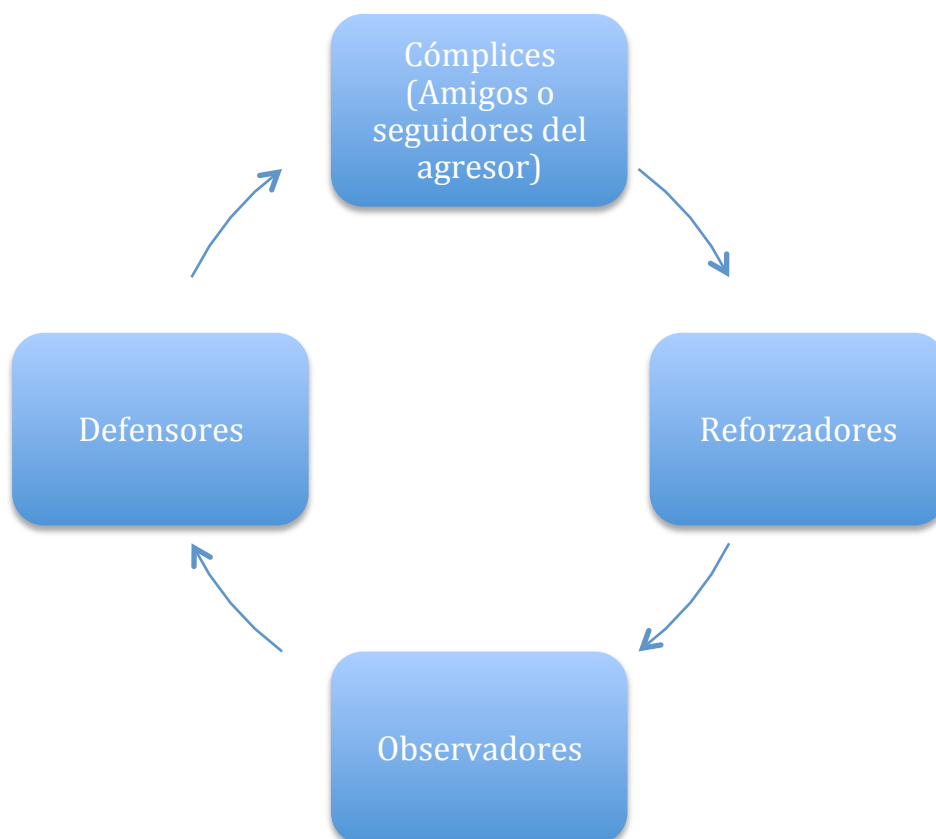 Cómplices
(Amigos o
seguidores del
agresor)
Defensores
Reforzadores
Observadores